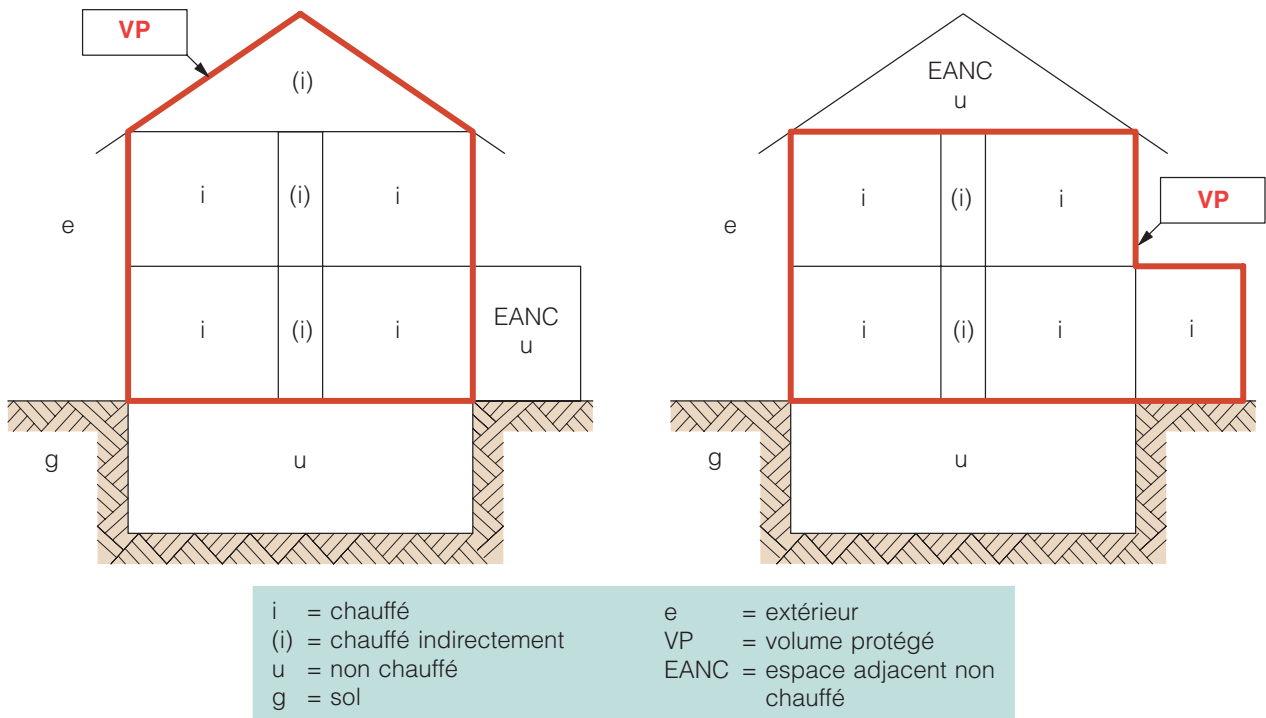 VP
(i)
i (i) i
e
i (i) i
EANC
u
g
u
EANC
u
i (i) i
VP
e
i (i) i i
g
u
i = chauffé
(i) = chauffé indirectement
u = non chauffé
g = sol
e = extérieur
VP = volume protégé
EANC = espace adjacent non
chauffé